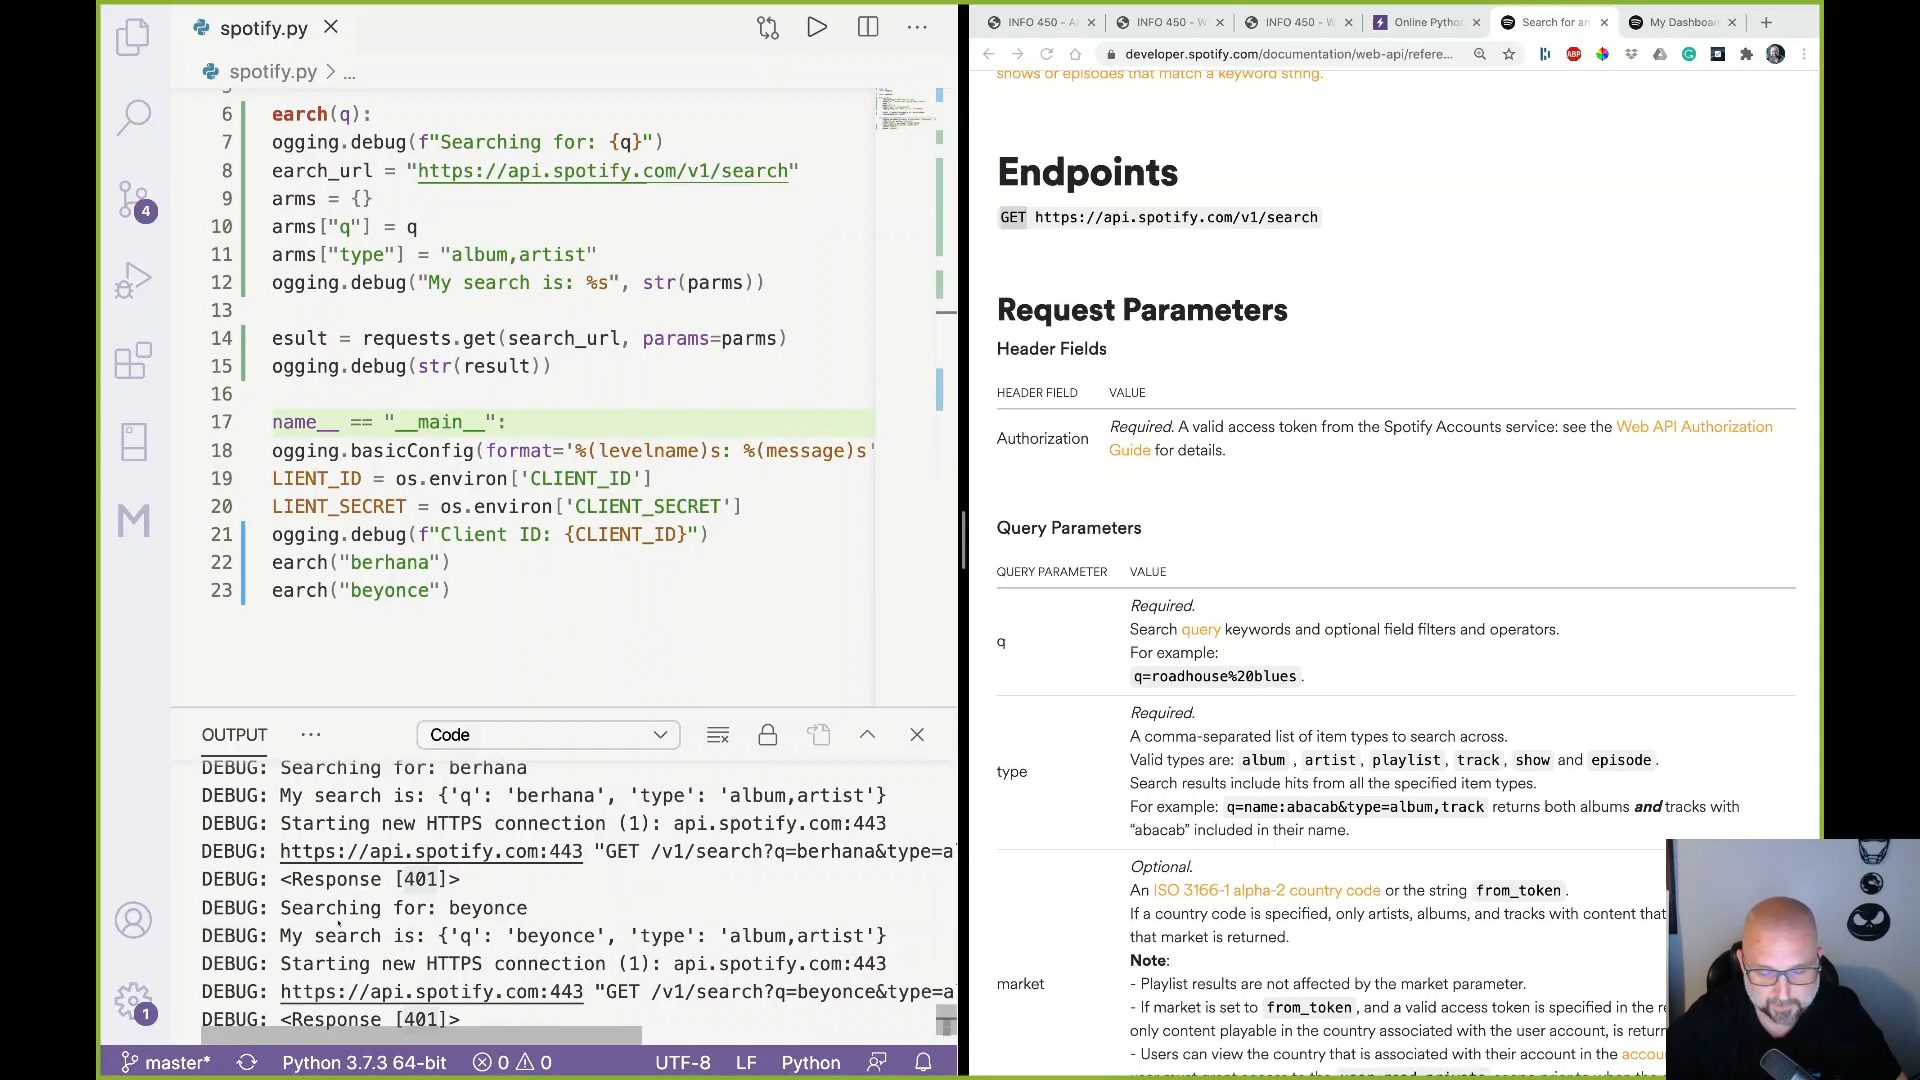 spotify.py
spotify.py > ...
6 earch(q):
7 ogging.debug(f"Searching for: {q}")
8 earch_url = "https://api.spotify.com/v1/search"
9 arms = {}
10 arms["q"] = q
11 arms["type"] = "album,artist"
12 ogging.debug("My search is: %s", str(parms))
13
14 esult = requests.get(search_url, params=parms)
15 ogging.debug(str(result))
16
17 name__ == "__main__":
18 ogging.basicConfig(format='%(levelname)s: %(message)s'
19 LIENT_ID = os.environ['CLIENT_ID']
20 LIENT_SECRET = os.environ['CLIENT_SECRET']
21 ogging.debug(f"Client ID: {CLIENT_ID}")
22 earch("berhana")
23 earch("beyonce")
4
1
OUTPUT ... Code
DEBUG: Searching for: berhana
DEBUG: My search is: {'q': 'berhana', 'type': 'album,artist'}
DEBUG: Starting new HTTPS connection (1): api.spotify.com:443
DEBUG: https://api.spotify.com:443 "GET /v1/search?q=berhana&type=a
DEBUG: <Response [401]>
DEBUG: Searching for: beyonce
DEBUG: My search is: {'q': 'beyonce', 'type': 'album,artist'}
DEBUG: Starting new HTTPS connection (1): api.spotify.com:443
DEBUG: https://api.spotify.com:443 "GET /v1/search?q=beyonce&type=a
DEBUG: <Response [401]>
master* Python 3.7.3 64-bit 0 0 UTF-8 LF Python
INFO 450 - INFO 450 - W INFO 450 - W Online Pytho Search for an My Dashboa
developer.spotify.com/documentation/web-api/refere...
shows or episodes that match a keyword string.
Endpoints
GET https://api.spotify.com/v1/search
Request Parameters
Header Fields
HEADER FIELD VALUE
Authorization
Required. A valid access token from the Spotify Accounts service: see the Web API Authorization
Guide for details.
Query Parameters
QUERY PARAMETER VALUE
q
Required.
Search query keywords and optional field filters and operators.
For example:
q=roadhouse%20blues.
type
Required.
A comma-separated list of item types to search across.
Valid types are: album , artist, playlist, track, show and episode.
Search results include hits from all the specified item types.
For example: q=name:abacab&type=album,track returns both albums and tracks with
“abacab” included in their name.
market
Optional.
An ISO 3166-1 alpha-2 country code or the string from_token.
If a country code is specified, only artists, albums, and tracks with content that
that market is returned.
Note:
- Playlist results are not affected by the market parameter.
- If market is set to from_token, and a valid access token is specified in the re
only content playable in the country associated with the user account, is return
- Users can view the country that is associated with their account in the accou